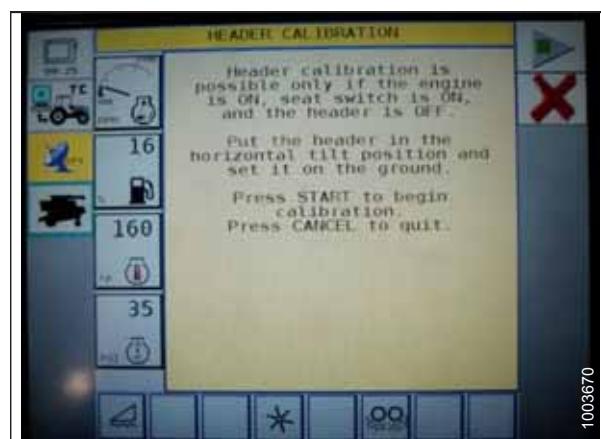 HEADER CALIBRATION
TC
16
160
35
Header calibration is
possible only if the engine
is ON, seat switch is ON,
and the header is OFF.
Put the header in the
horizontal tilt position and
set it on the ground.
Press START to begin
calibration.
Press CANCEL to quit.
1003670